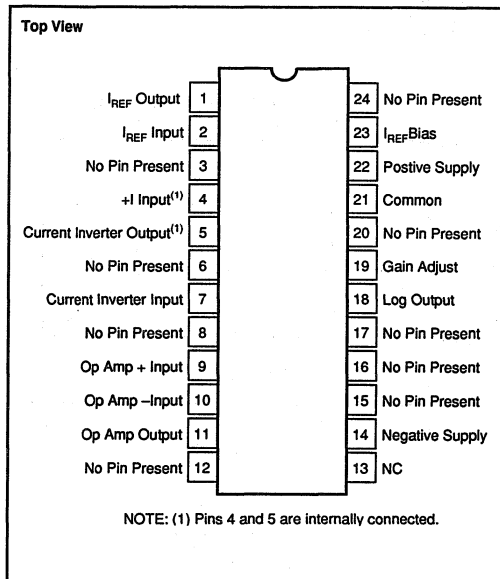 Top View
I_REF Output 1 24 No Pin Present
I_REF Input 2 23 I_REF Bias
No Pin Present 3 22 Postive Supply
+I Input(1) 4 21 Common
Current Inverter Output(1) 5 20 No Pin Present
No Pin Present 6 19 Gain Adjust
Current Inverter Input 7 18 Log Output
No Pin Present 8 17 No Pin Present
Op Amp + Input 9 16 No Pin Present
Op Amp –Input 10 15 No Pin Present
Op Amp Output 11 14 Negative Supply
No Pin Present 12 13 NC
NOTE: (1) Pins 4 and 5 are internally connected.